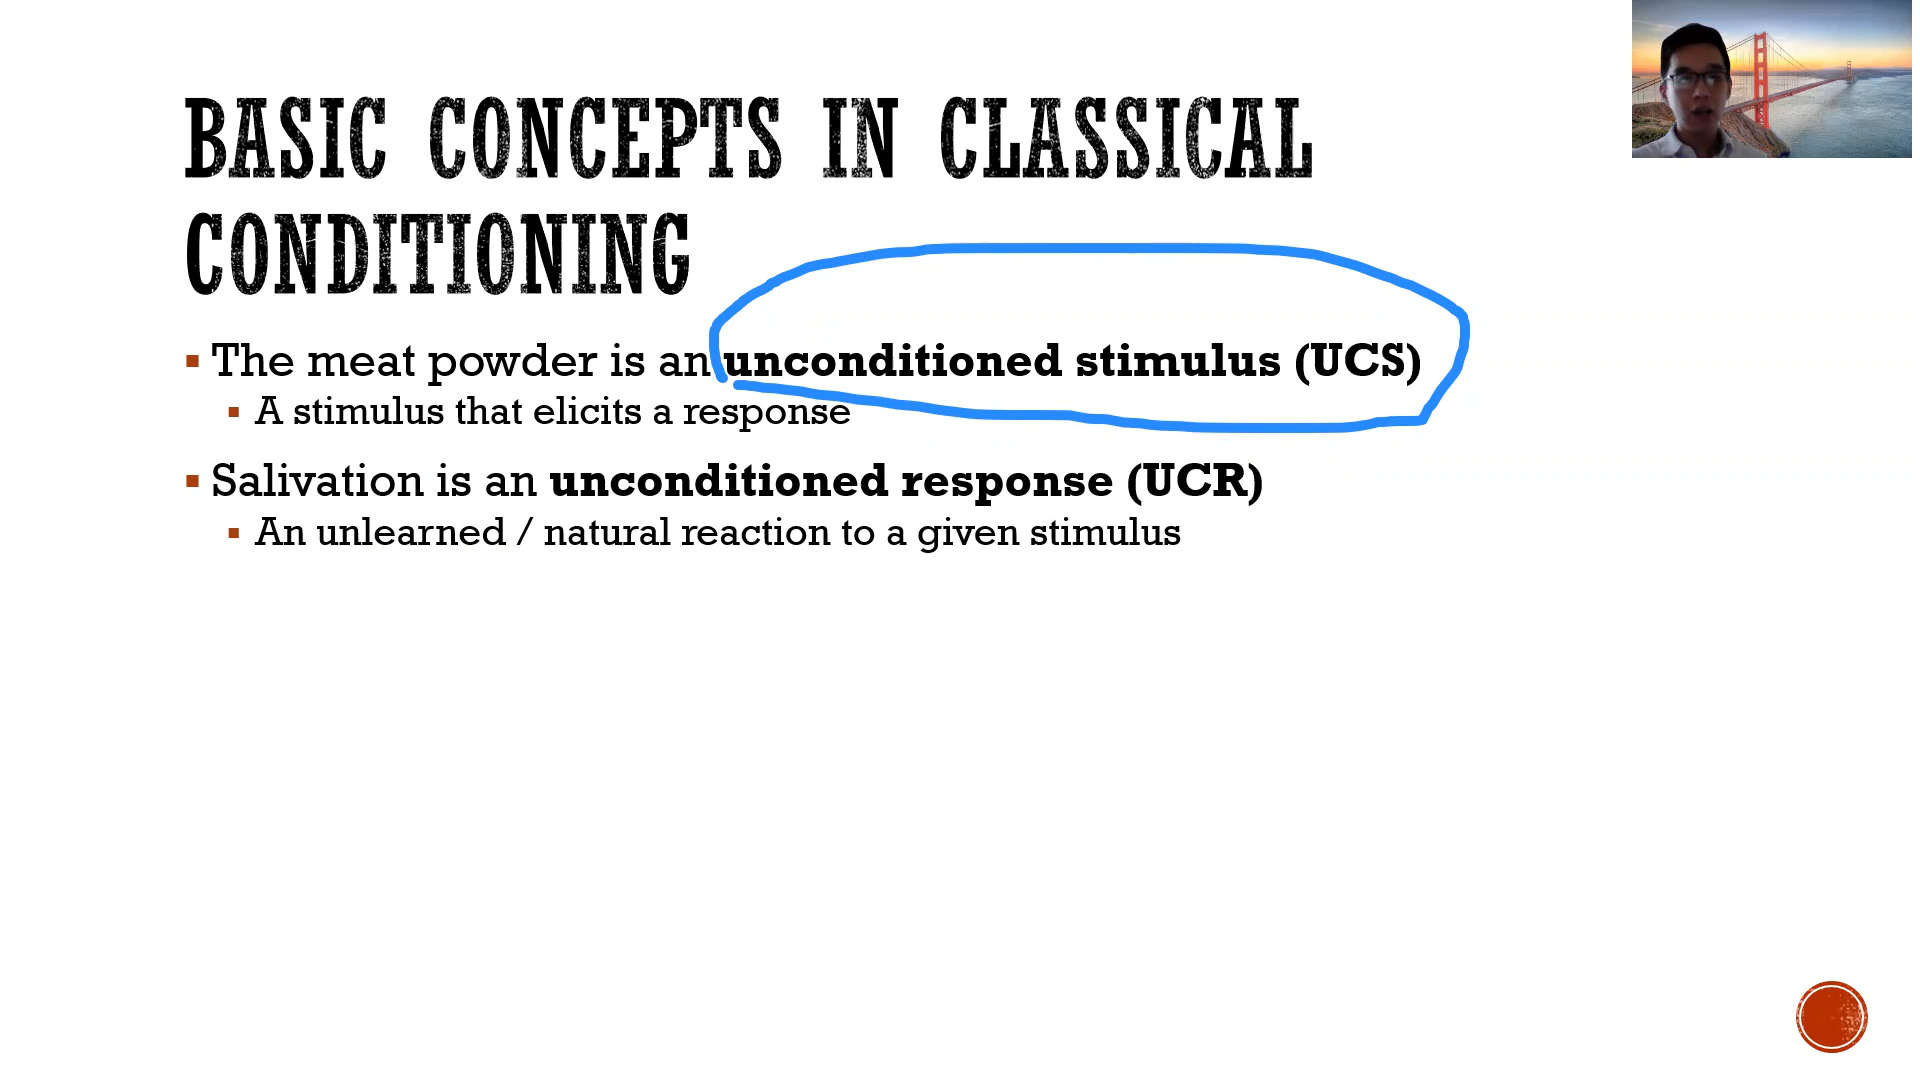 BASIC CONCEPTS IN CLASSICAL
CONDITIONING
The meat powder is an unconditioned stimulus (UCS)
A stimulus that elicits a response
Salivation is an unconditioned response (UCR)
An unlearned / natural reaction to a given stimulus